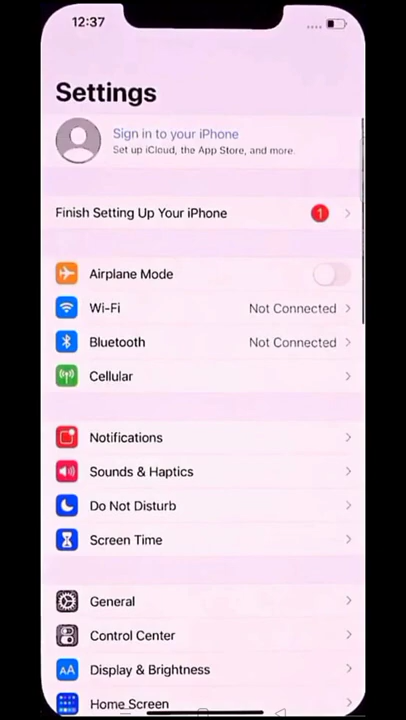 12:37
Settings
Sign in to your iPhone
Set up iCloud, the App Store, and more.
Finish Setting Up Your iPhone 1
Airplane Mode
Wi-Fi Not Connected
Bluetooth Not Connected
Cellular
Notifications
Sounds & Haptics
Do Not Disturb
Screen Time
General
Control Center
AA Display & Brightness
Home Screen